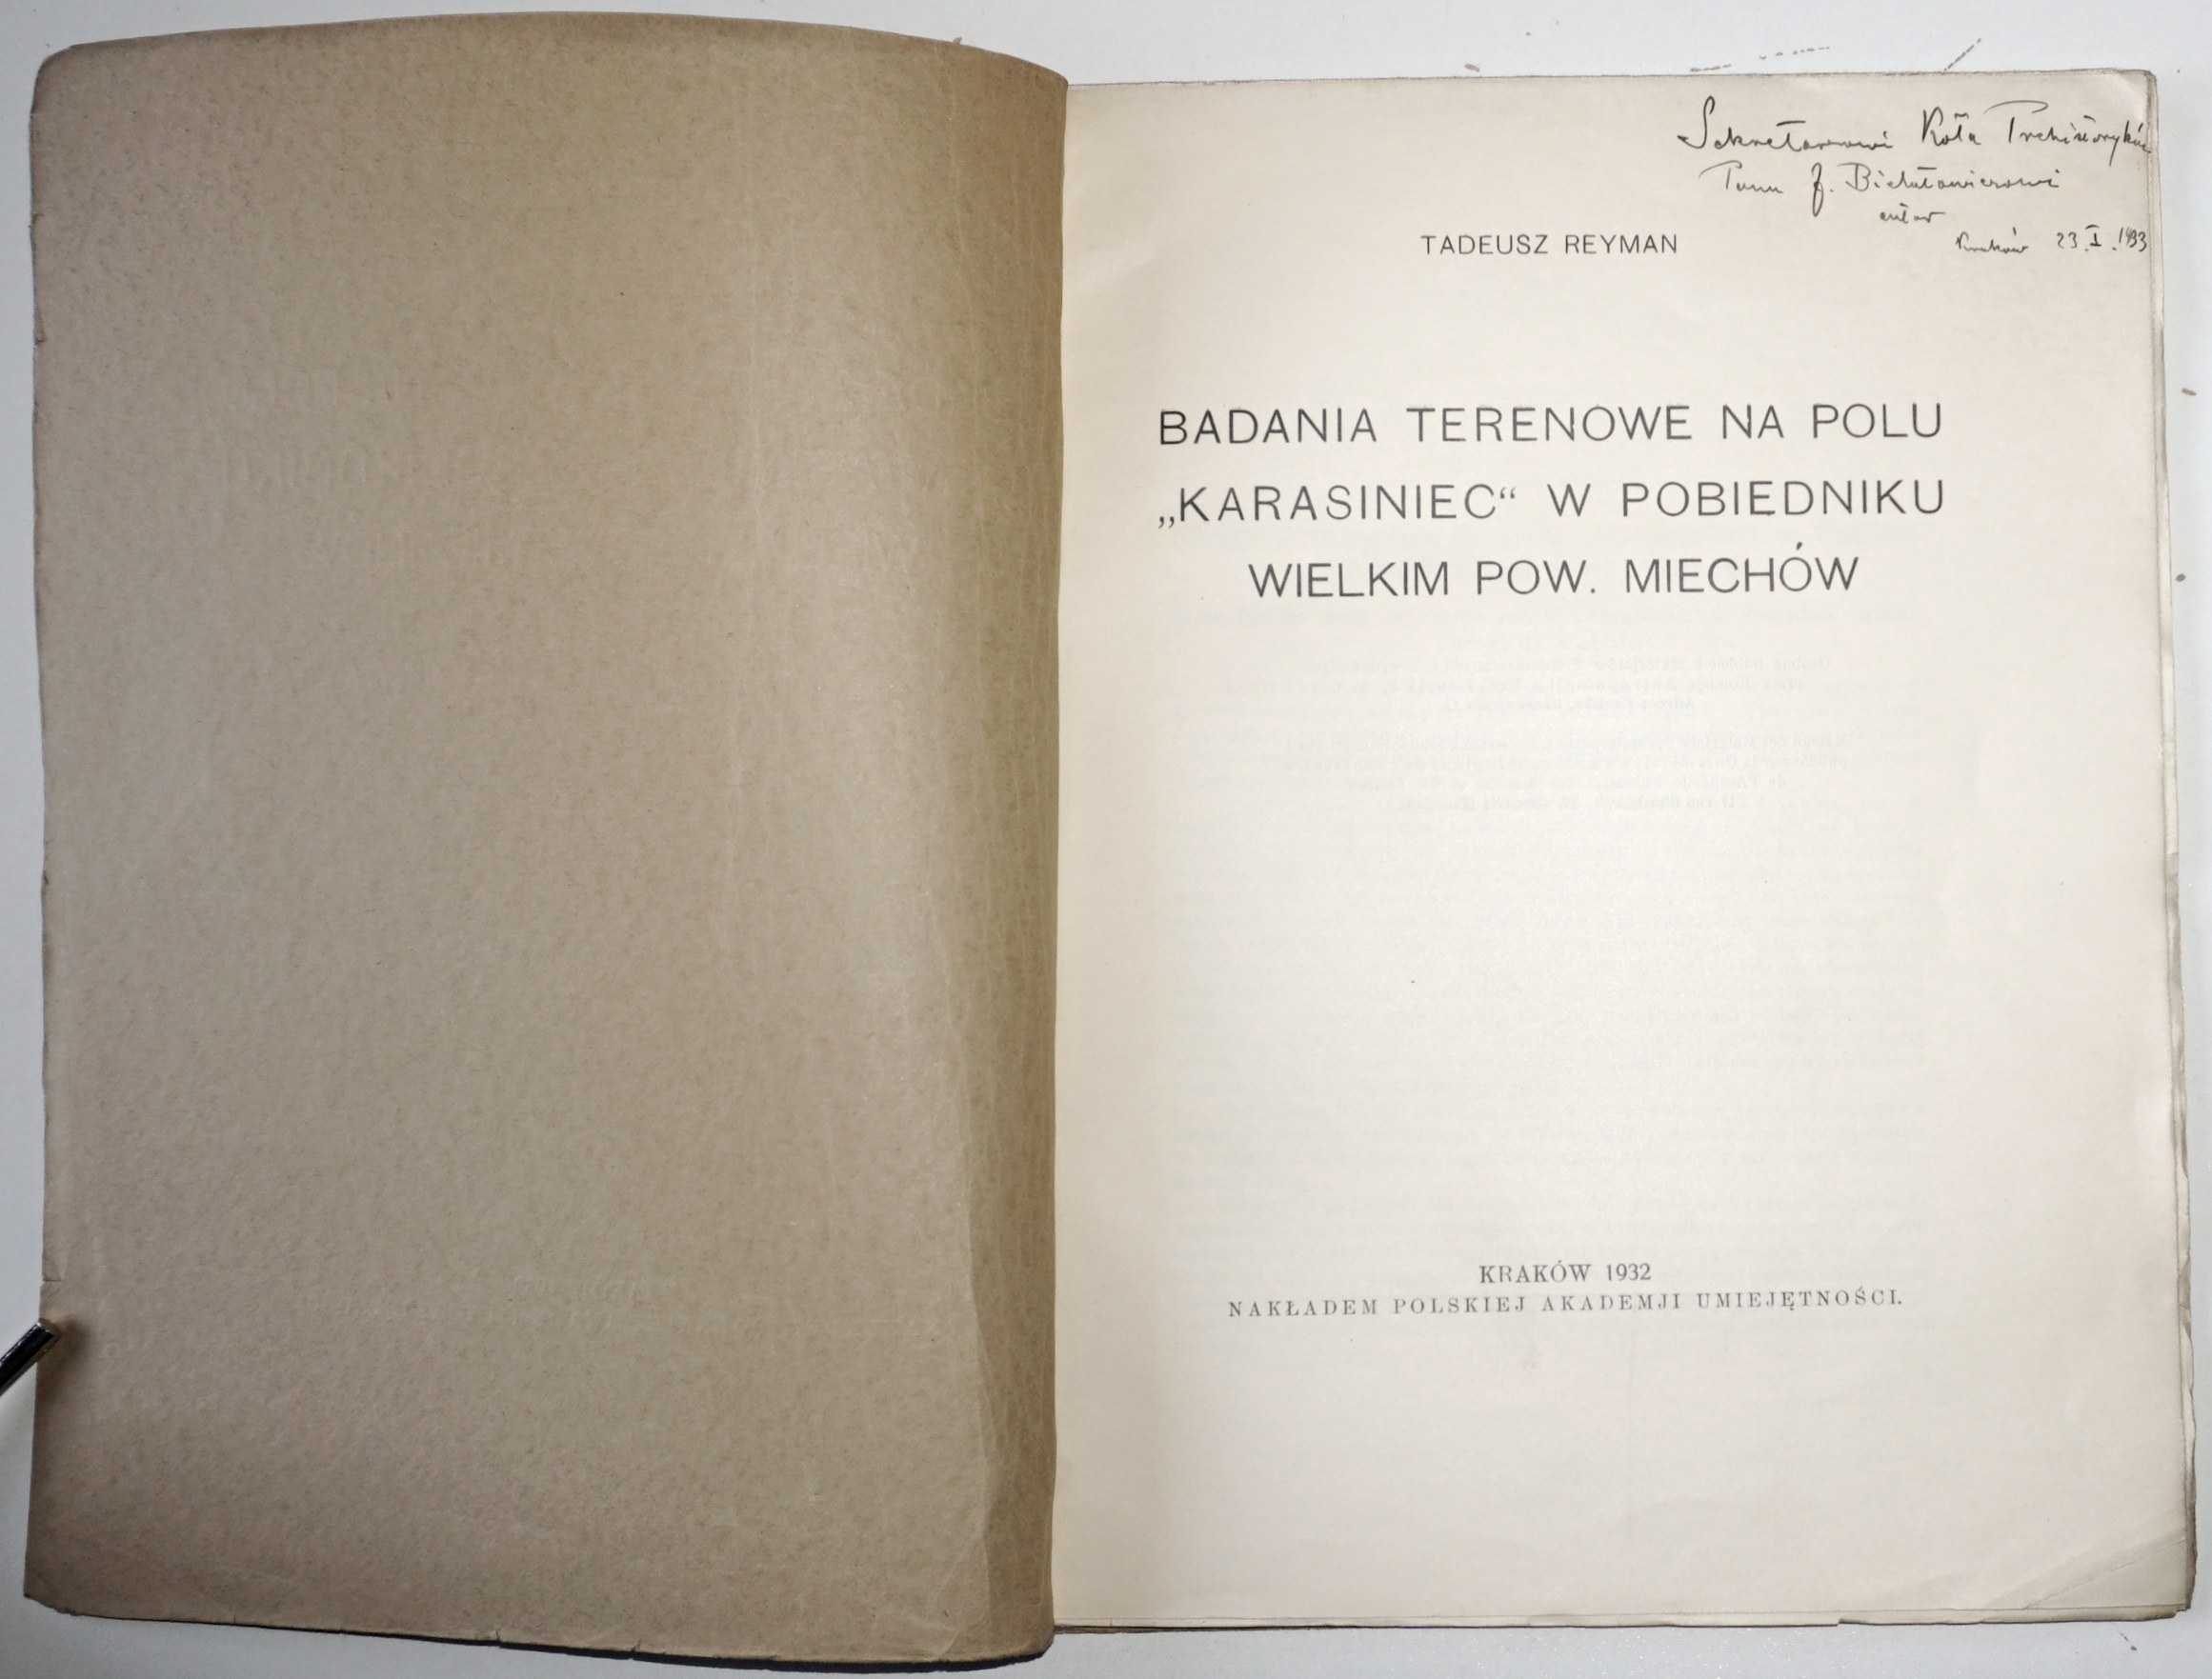 Sekretarzowi Koła Prehistoryków
Panu J.
autor
Kraków 23.I.1933
TADEUSZ REYMAN
BADANIA TERENOWE NA POLU
„KARASINIEC“ W POBIEDNIKU
WIELKIM POW. MIECHÓW
KRAKÓW 1932
NAKŁADEM POLSKIEJ AKADEMJI UMIEJĘTNOŚCI.